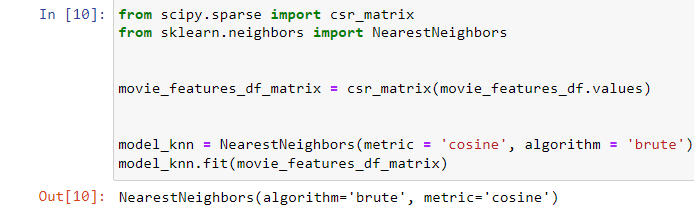 In [10]: from scipy.sparse import csr_matrix
from sklearn.neighbors import NearestNeighbors
movie_features_df_matrix = csr_matrix(movie_features_df.values)
model_knn = NearestNeighbors(metric = 'cosine', algorithm = 'brute')
model_knn.fit(movie_features_df_matrix)
Out[10]: NearestNeighbors(algorithm='brute', metric='cosine')